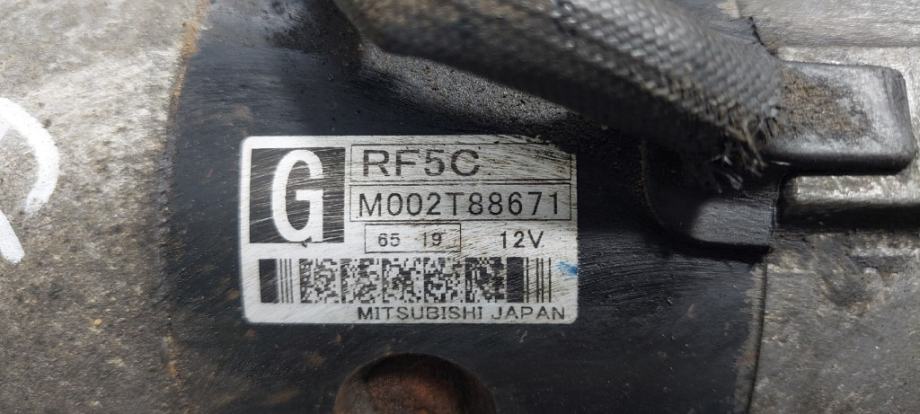 G
RF5C
M002T88671
65 19 12V
MITSUBISHI JAPAN